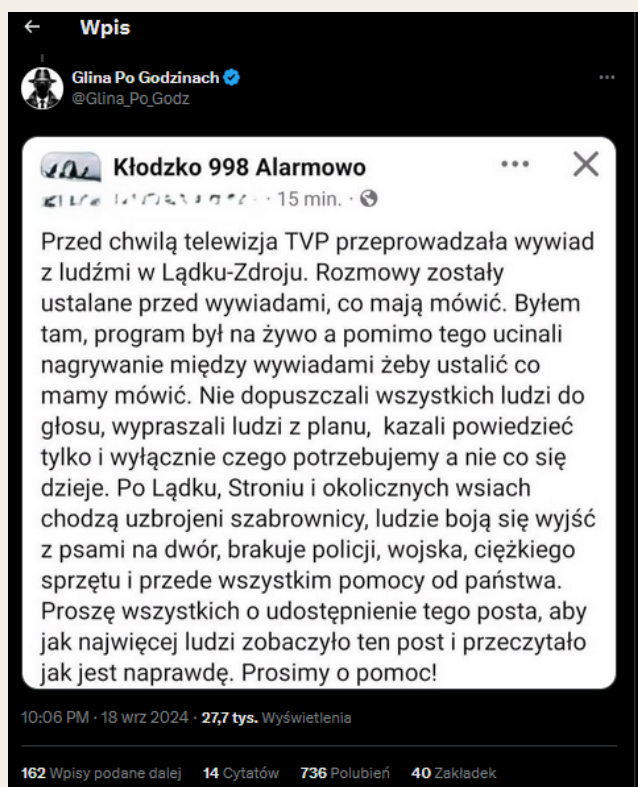 Wpis
Glina Po Godzinach
@Glina_Po_Godz
Kłodzko 998 Alarmowo
· 15 min. ·
Przed chwilą telewizja TVP przeprowadzała wywiad
z ludźmi w Lądku-Zdroju. Rozmowy zostały
ustalane przed wywiadami, co mają mówić. Byłem
tam, program był na żywo a pomimo tego ucinali
nagrywanie między wywiadami żeby ustalić co
mamy mówić. Nie dopuszczali wszystkich ludzi do
głosu, wypraszali ludzi z planu, kazali powiedzieć
tylko i wyłącznie czego potrzebujemy a nie co się
dzieje. Po Lądku, Stroniu i okolicznych wsiach
chodzą uzbrojeni szabrownicy, ludzie boją się wyjść
z psami na dwór, brakuje policji, wojska, ciężkiego
sprzętu i przede wszystkim pomocy od państwa.
Proszę wszystkich o udostępnienie tego posta, aby
jak najwięcej ludzi zobaczyło ten post i przeczytało
jak jest naprawdę. Prosimy o pomoc!
10:06 PM · 18 wrz 2024 · 27,7 tys. Wyświetlenia
162 Wpisy podane dalej 14 Cytatów 736 Polubień 40 Zakładek